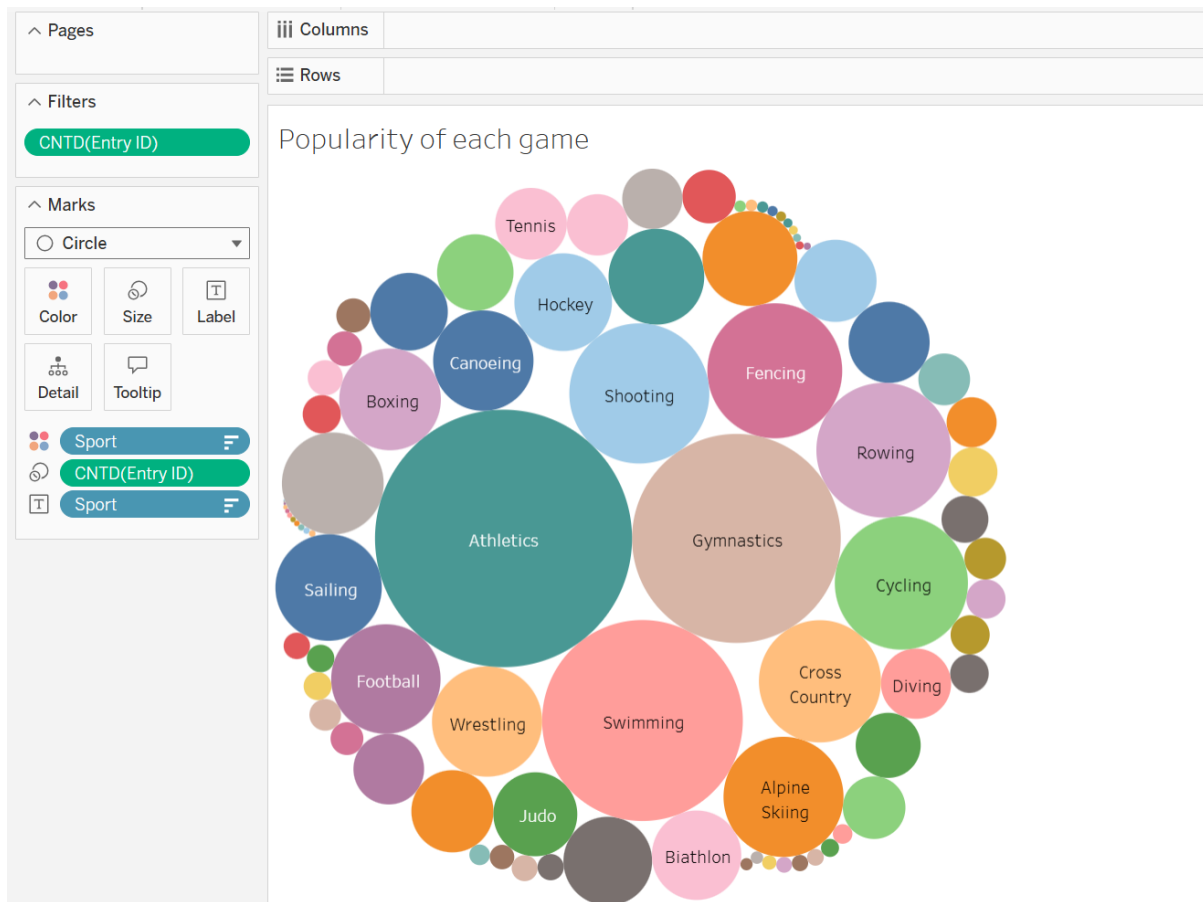 Pages
Columns
Rows
Filters
CNTD(Entry ID)
Marks
Circle
Color
Size
Label
Detail
Tooltip
Sport
CNTD(Entry ID)
Sport
Popularity of each game
Tennis
Hockey
Canoeing
Shooting
Fencing
Boxing
Rowing
Athletics
Gymnastics
Sailing
Cycling
Football
Cross
Country
Diving
Wrestling
Swimming
Alpine
Skiing
Judo
Biathlon